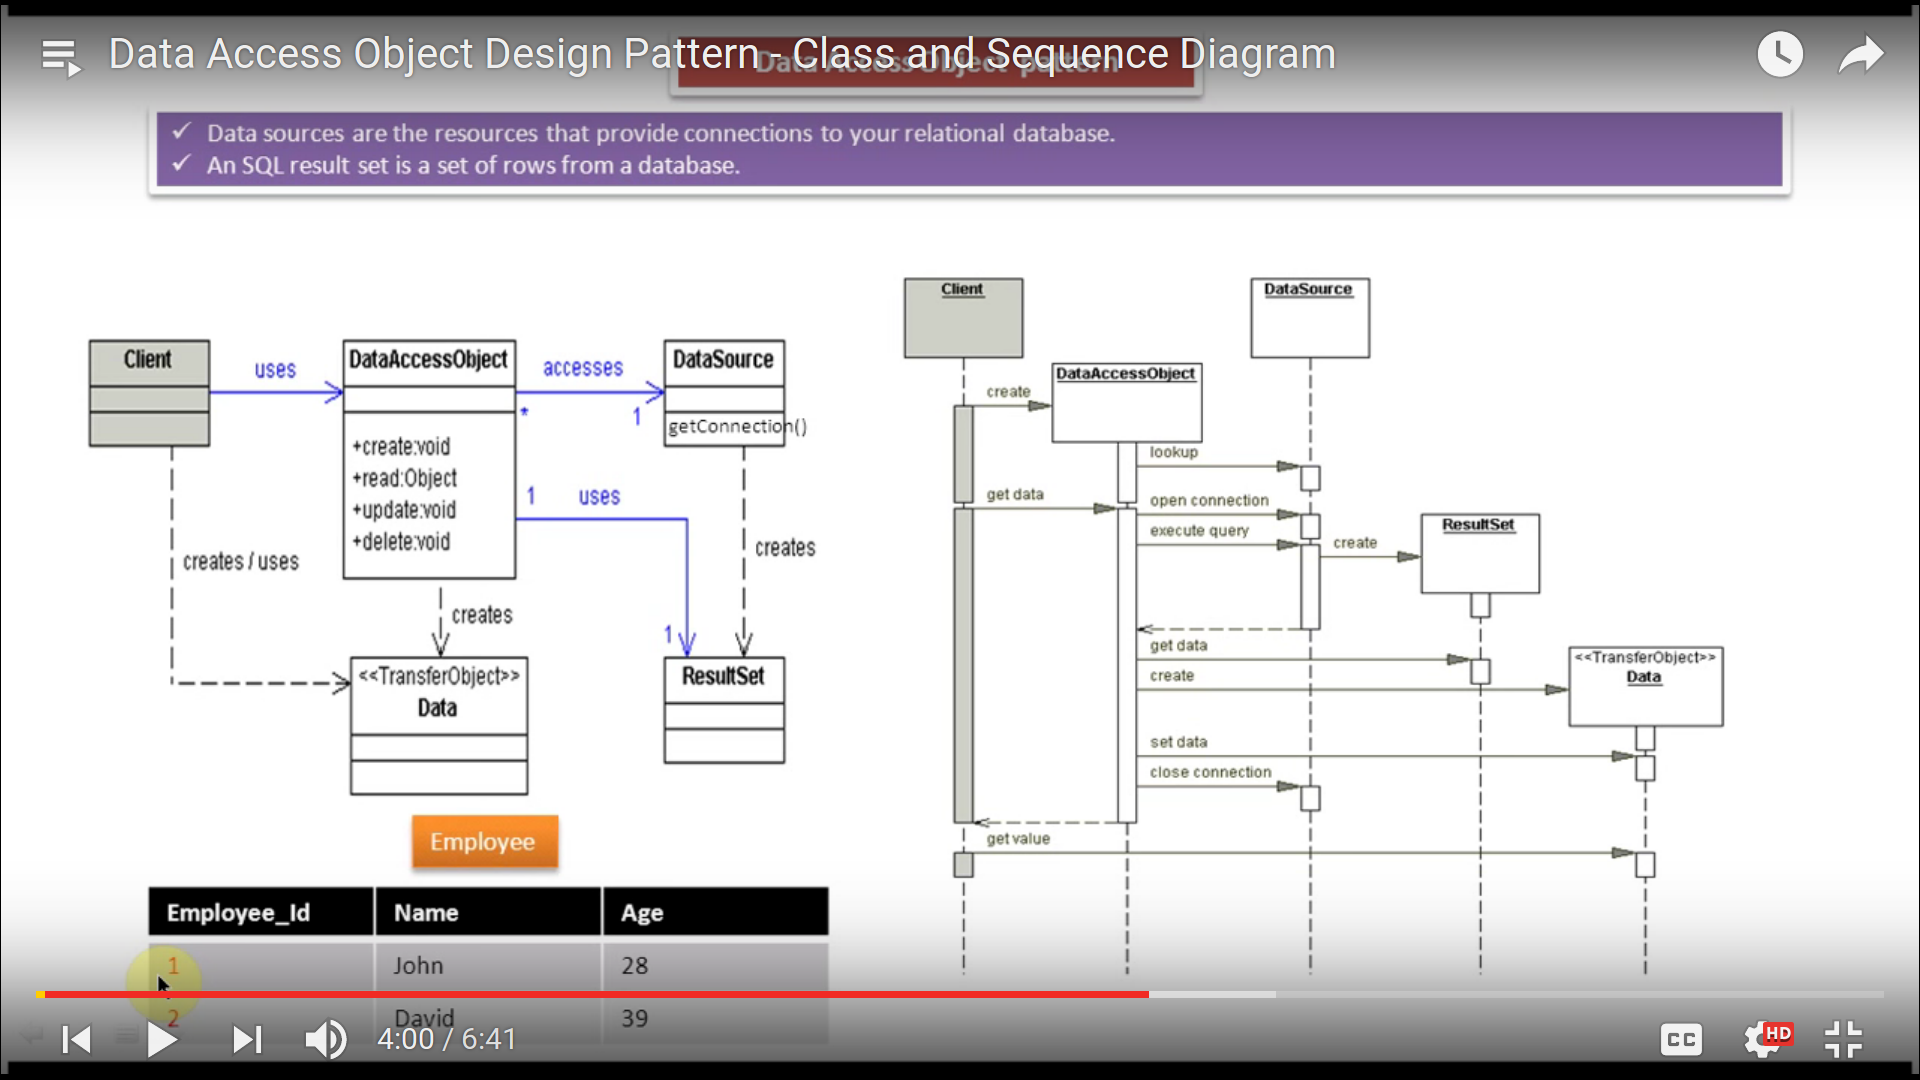 Data Access Object Design Pattern - Class and Sequence Diagram
Data Access Object pattern
✓ Data sources are the resources that provide connections to your relational database.
✓ An SQL result set is a set of rows from a database.
Client
uses
DataAccessObject
+create:void
+read:Object
+update:void
+delete:void
accesses
*
1
DataSource
getConnection()
1
uses
1
creates
creates / uses
creates
<<TransferObject>>
Data
ResultSet
Client
DataSource
DataAccessObject
create
lookup
get data
open connection
execute query
create
ResultSet
get data
create
<<TransferObject>>
Data
set data
close connection
get value
Employee
Employee_Id Name Age
1 John 28
2 David 39
4:00 / 6:41
CC
HD